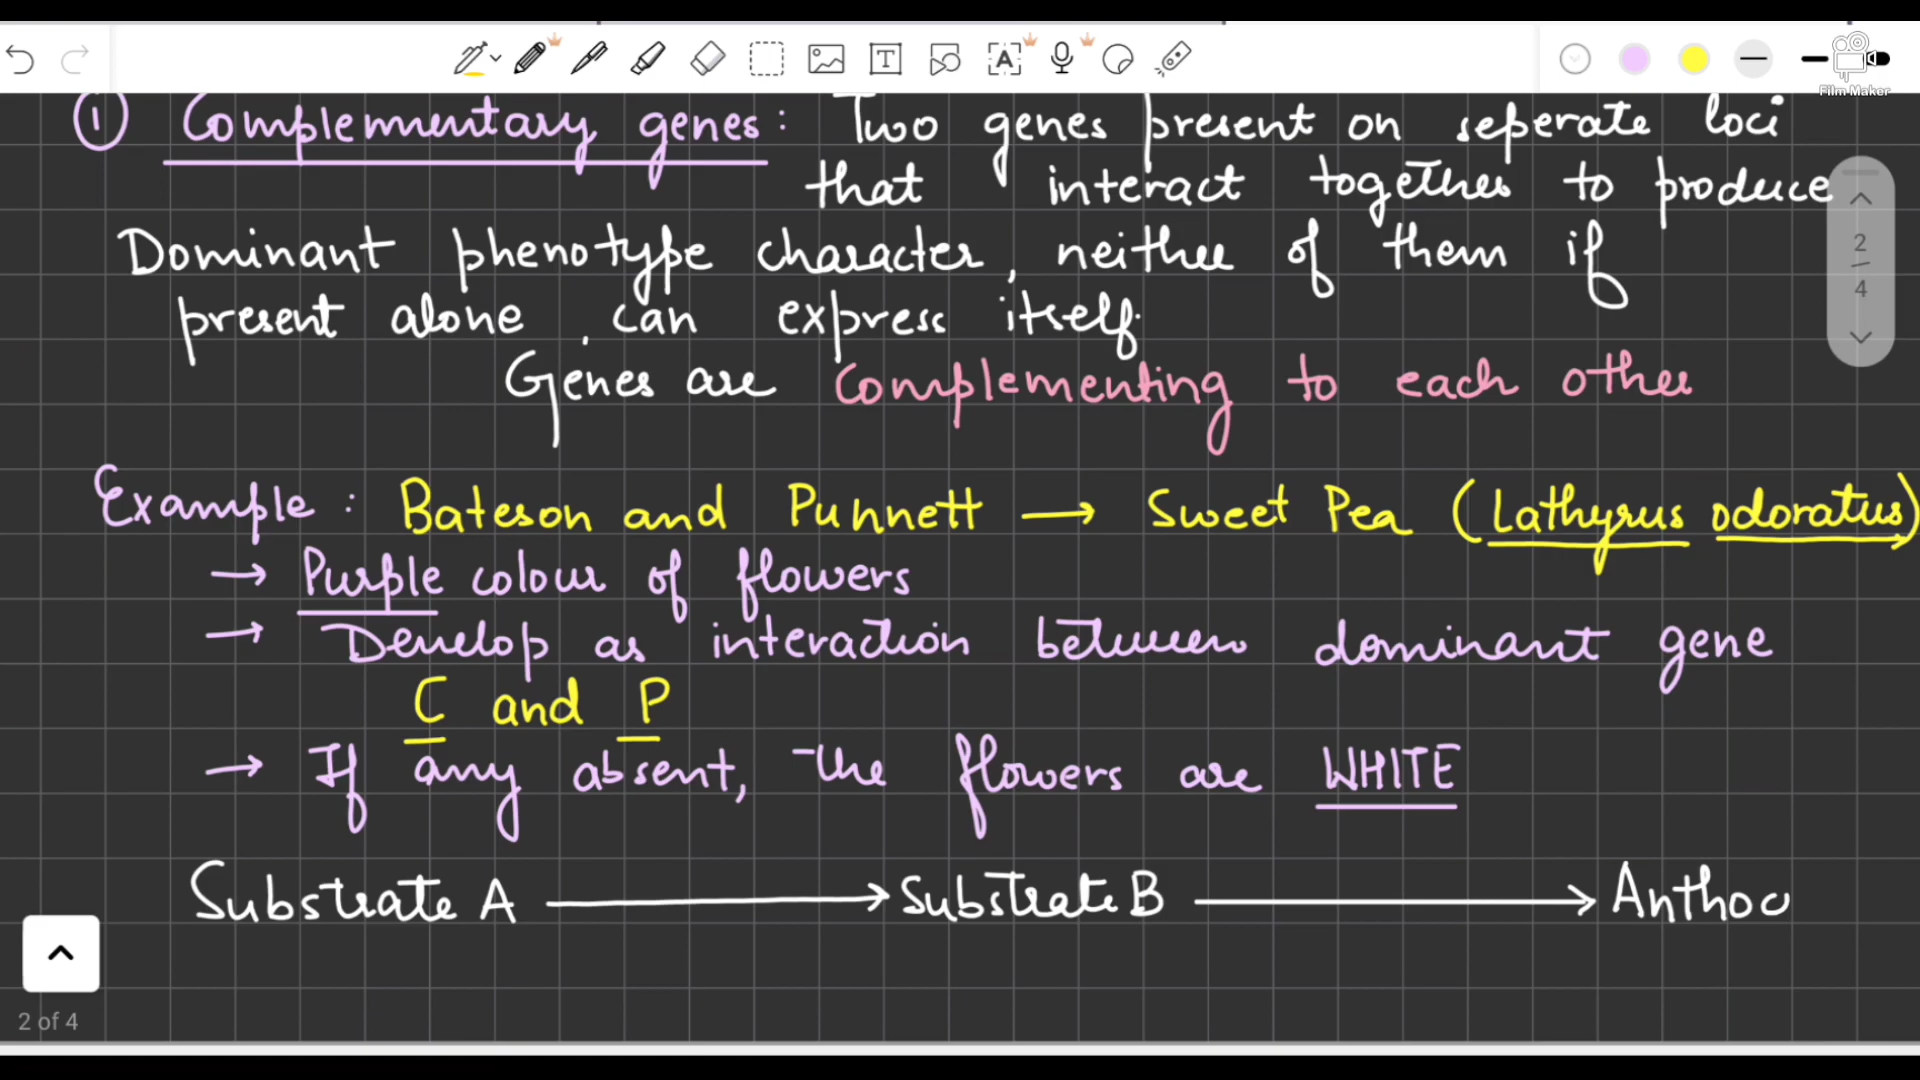 ① Complementary genes: Two genes present on seperate loci
that interact together to produce
Dominant phenotype character, neither of them if
present alone, can express itself.
Genes are complementing to each other
Example: Bateson and Punnett → Sweet Pea (Lathyrus odoratus)
→ Purple colour of flowers
→ Develop as interaction between dominant gene
C and P
→ If any absent, the flowers are WHITE
Substrate A → Substrate B → Anthoc
2
4
2 of 4
Film Maker
T
A